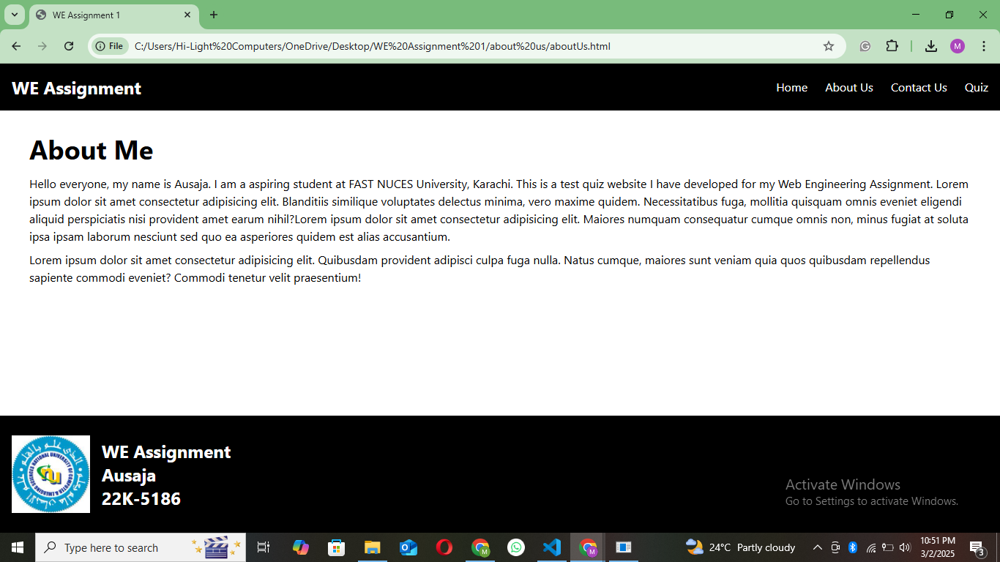 WE Assignment 1
File
C:/Users/Hi-Light%20Computers/OneDrive/Desktop/WE%20Assignment%201/about%20us/aboutUs.html
M
WE Assignment
Home
About Us
Contact Us
Quiz
About Me
Hello everyone, my name is Ausaja. I am a aspiring student at FAST NUCES University, Karachi. This is a test quiz website I have developed for my Web Engineering Assignment. Lorem
ipsum dolor sit amet consectetur adipisicing elit. Blanditiis similique voluptates delectus minima, vero maxime quidem. Necessitatibus fuga, mollitia quisquam omnis eveniet eligendi
aliquid perspiciatis nisi provident amet earum nihil?Lorem ipsum dolor sit amet consectetur adipisicing elit. Maiores numquam consequatur cumque omnis non, minus fugiat at soluta
ipsa ipsam laborum nesciunt sed quo ea asperiores quidem est alias accusantium.
Lorem ipsum dolor sit amet consectetur adipisicing elit. Quibusdam provident adipisci culpa fuga nulla. Natus cumque, maiores sunt veniam quia quos quibusdam repellendus
sapiente commodi eveniet? Commodi tenetur velit praesentium!
WE Assignment
Ausaja
22K-5186
Activate Windows
Go to Settings to activate Windows.
Type here to search
24°C Partly cloudy
10:51 PM
3/2/2025
3